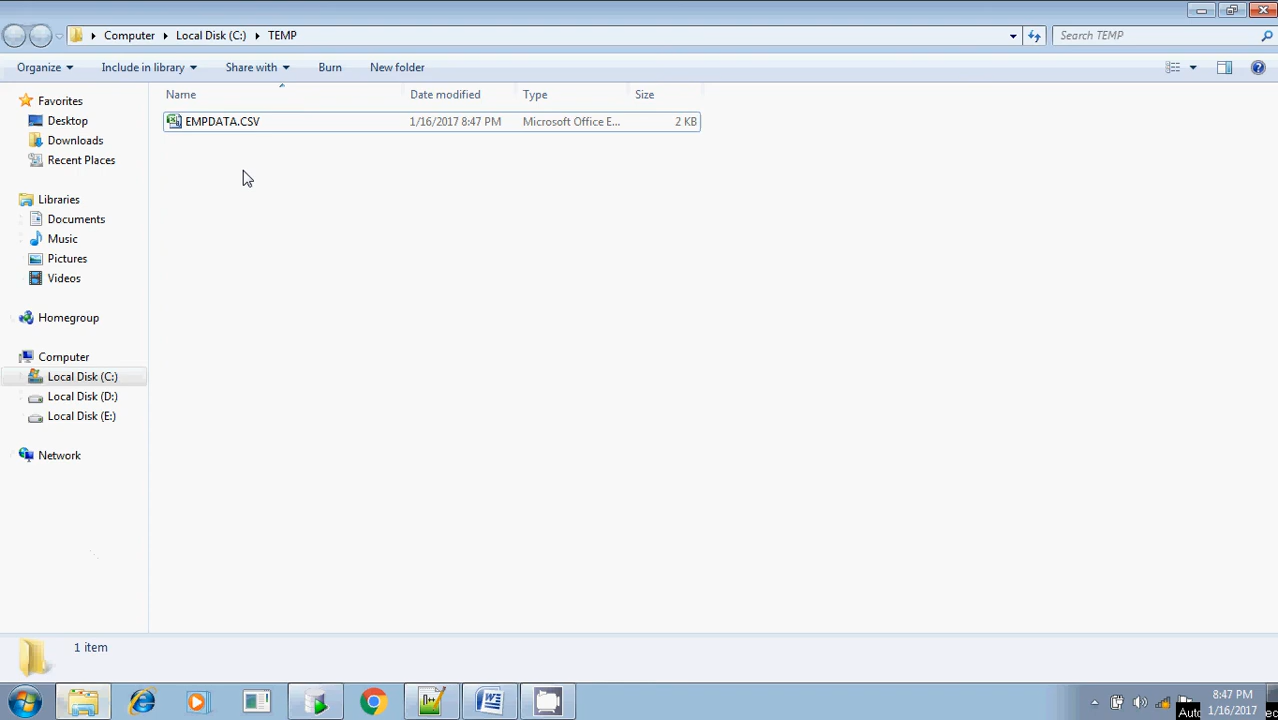 Computer Local Disk (C:) TEMP
Search TEMP
Organize Include in library Share with Burn New folder
Name Date modified Type Size
EMPDATA.CSV 1/16/2017 8:47 PM Microsoft Office E... 2 KB
Favorites
Desktop
Downloads
Recent Places
Libraries
Documents
Music
Pictures
Videos
Homegroup
Computer
Local Disk (C:)
Local Disk (D:)
Local Disk (E:)
Network
1 item
8:47 PM
1/16/2017